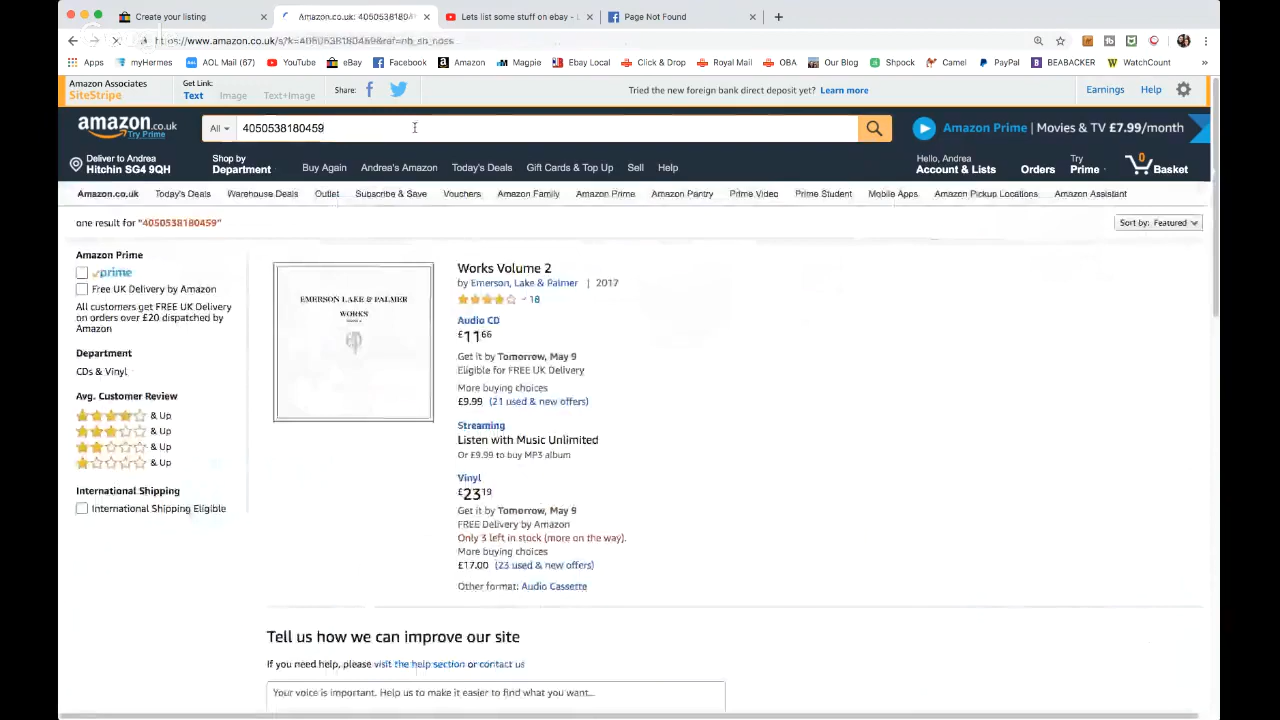 Create your listing
Amazon.co.uk: 4050538180
Lets list some stuff on ebay - L
Page Not Found
https://www.amazon.co.uk/s?k=4050538180459&ref=nb_sb_noss
Apps myHermes AOL Mail (67) YouTube eBay Facebook Amazon Magpie Ebay Local Click & Drop Royal Mail OBA Our Blog Shpock Camel PayPal BEABACKER WatchCount »
Amazon Associates
SiteStripe
Get Link:
Text Image Text+Image
Share:
Tried the new foreign bank direct deposit yet? Learn more
Earnings Help
amazon.co.uk
Try Prime
All
4050538180459
Amazon Prime | Movies & TV £7.99/month
Deliver to Andrea
Hitchin SG4 9QH
Shop by
Department
Buy Again Andrea's Amazon Today's Deals Gift Cards & Top Up Sell Help
Hello, Andrea
Account & Lists
Orders
Try
Prime
0
Basket
Amazon.co.uk Today's Deals Warehouse Deals Outlet Subscribe & Save Vouchers Amazon Family Amazon Prime Amazon Pantry Prime Video Prime Student Mobile Apps Amazon Pickup Locations Amazon Assistant
one result for "4050538180459"
Sort by: Featured
Amazon Prime
prime
Free UK Delivery by Amazon
All customers get FREE UK Delivery
on orders over £20 dispatched by
Amazon
Department
CDs & Vinyl
Avg. Customer Review
& Up
& Up
& Up
& Up
International Shipping
International Shipping Eligible
EMERSON LAKE & PALMER
WORKS
Works Volume 2
by Emerson, Lake & Palmer | 2017
18
Audio CD
£11 66
Get it by Tomorrow, May 9
Eligible for FREE UK Delivery
More buying choices
£9.99 (21 used & new offers)
Streaming
Listen with Music Unlimited
Or £9.99 to buy MP3 album
Vinyl
£23 19
Get it by Tomorrow, May 9
FREE Delivery by Amazon
Only 3 left in stock (more on the way).
More buying choices
£17.00 (23 used & new offers)
Other format: Audio Cassette
Tell us how we can improve our site
If you need help, please visit the help section or contact us
Your voice is important. Help us to make it easier to find what you want...